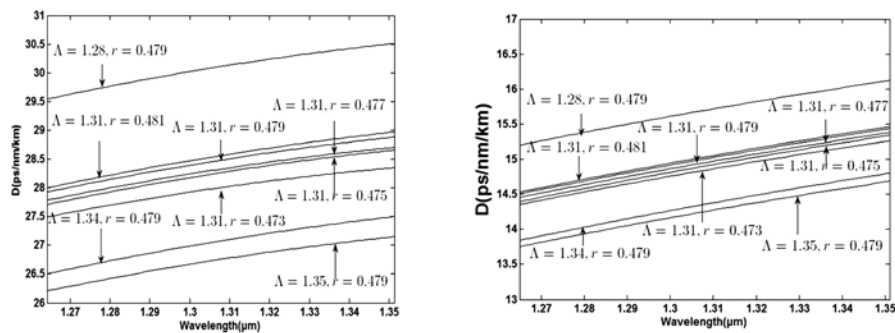 31
30.5
30
29.5
29
28.5
28
27.5
27
26.5
26
D(ps/nm/km)
Λ = 1.28, r = 0.479
Λ = 1.31, r = 0.481
Λ = 1.31, r = 0.479
Λ = 1.31, r = 0.477
Λ = 1.31, r = 0.475
Λ = 1.34, r = 0.479
Λ = 1.31, r = 0.473
Λ = 1.35, r = 0.479
1.27 1.28 1.29 1.3 1.31 1.32 1.33 1.34 1.35
Wavelength(μm)
17
16
15
14.5
14
13
D(ps/nm/km)
Λ = 1.28, r = 0.479
Λ = 1.31, r = 0.479
Λ = 1.31, r = 0.477
Λ = 1.31, r = 0.481
Λ = 1.31, r = 0.475
Λ = 1.31, r = 0.473
Λ = 1.34, r = 0.479
Λ = 1.35, r = 0.479
1.27 1.28 1.29 1.3 1.31 1.32 1.33 1.34 1.35
Wavelength(μm)